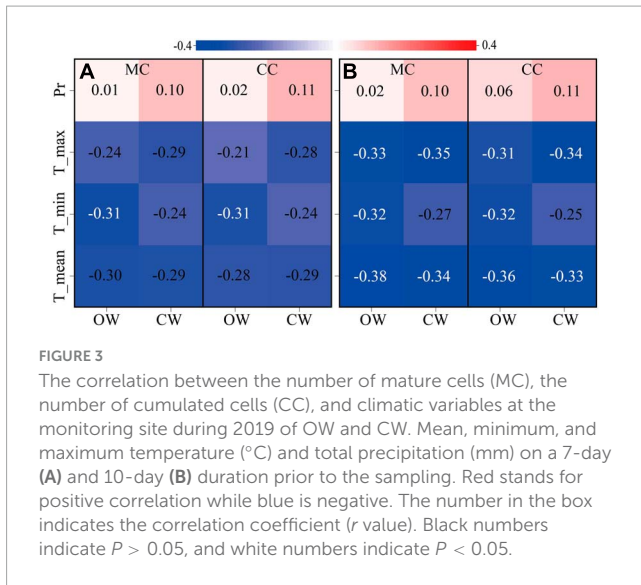 -0.4 0.4
A MC CC B MC CC
Pr 0.01 0.10 0.02 0.11 0.02 0.10 0.06 0.11
T_max -0.24 -0.29 -0.21 -0.28 -0.33 -0.35 -0.31 -0.34
T_min -0.31 -0.24 -0.31 -0.24 -0.32 -0.27 -0.32 -0.25
T_mean -0.30 -0.29 -0.28 -0.29 -0.38 -0.34 -0.36 -0.33
OW CW OW CW OW CW OW CW
FIGURE 3
The correlation between the number of mature cells (MC), the
number of cumulated cells (CC), and climatic variables at the
monitoring site during 2019 of OW and CW. Mean, minimum, and
maximum temperature (°C) and total precipitation (mm) on a 7-day
(A) and 10-day (B) duration prior to the sampling. Red stands for
positive correlation while blue is negative. The number in the box
indicates the correlation coefficient (r value). Black numbers
indicate P > 0.05, and white numbers indicate P < 0.05.